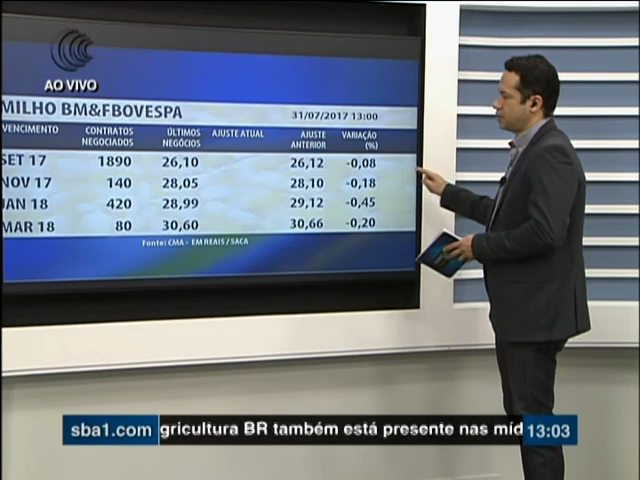 AO VIVO
MILHO BM&FBOVESPA 31/07/2017 13:00
VENCIMENTO CONTRATOS NEGOCIADOS ÚLTIMOS NEGÓCIOS AJUSTE ATUAL AJUSTE ANTERIOR VARIAÇÃO (%)
SET 17 1890 26,10 26,12 -0,08
NOV 17 140 28,05 28,10 -0,18
JAN 18 420 28,99 29,12 -0,45
MAR 18 80 30,60 30,66 -0,20
Fonte: CMA - EM REAIS / SACA
sba1.com gricultura BR também está presente nas míd 13:03